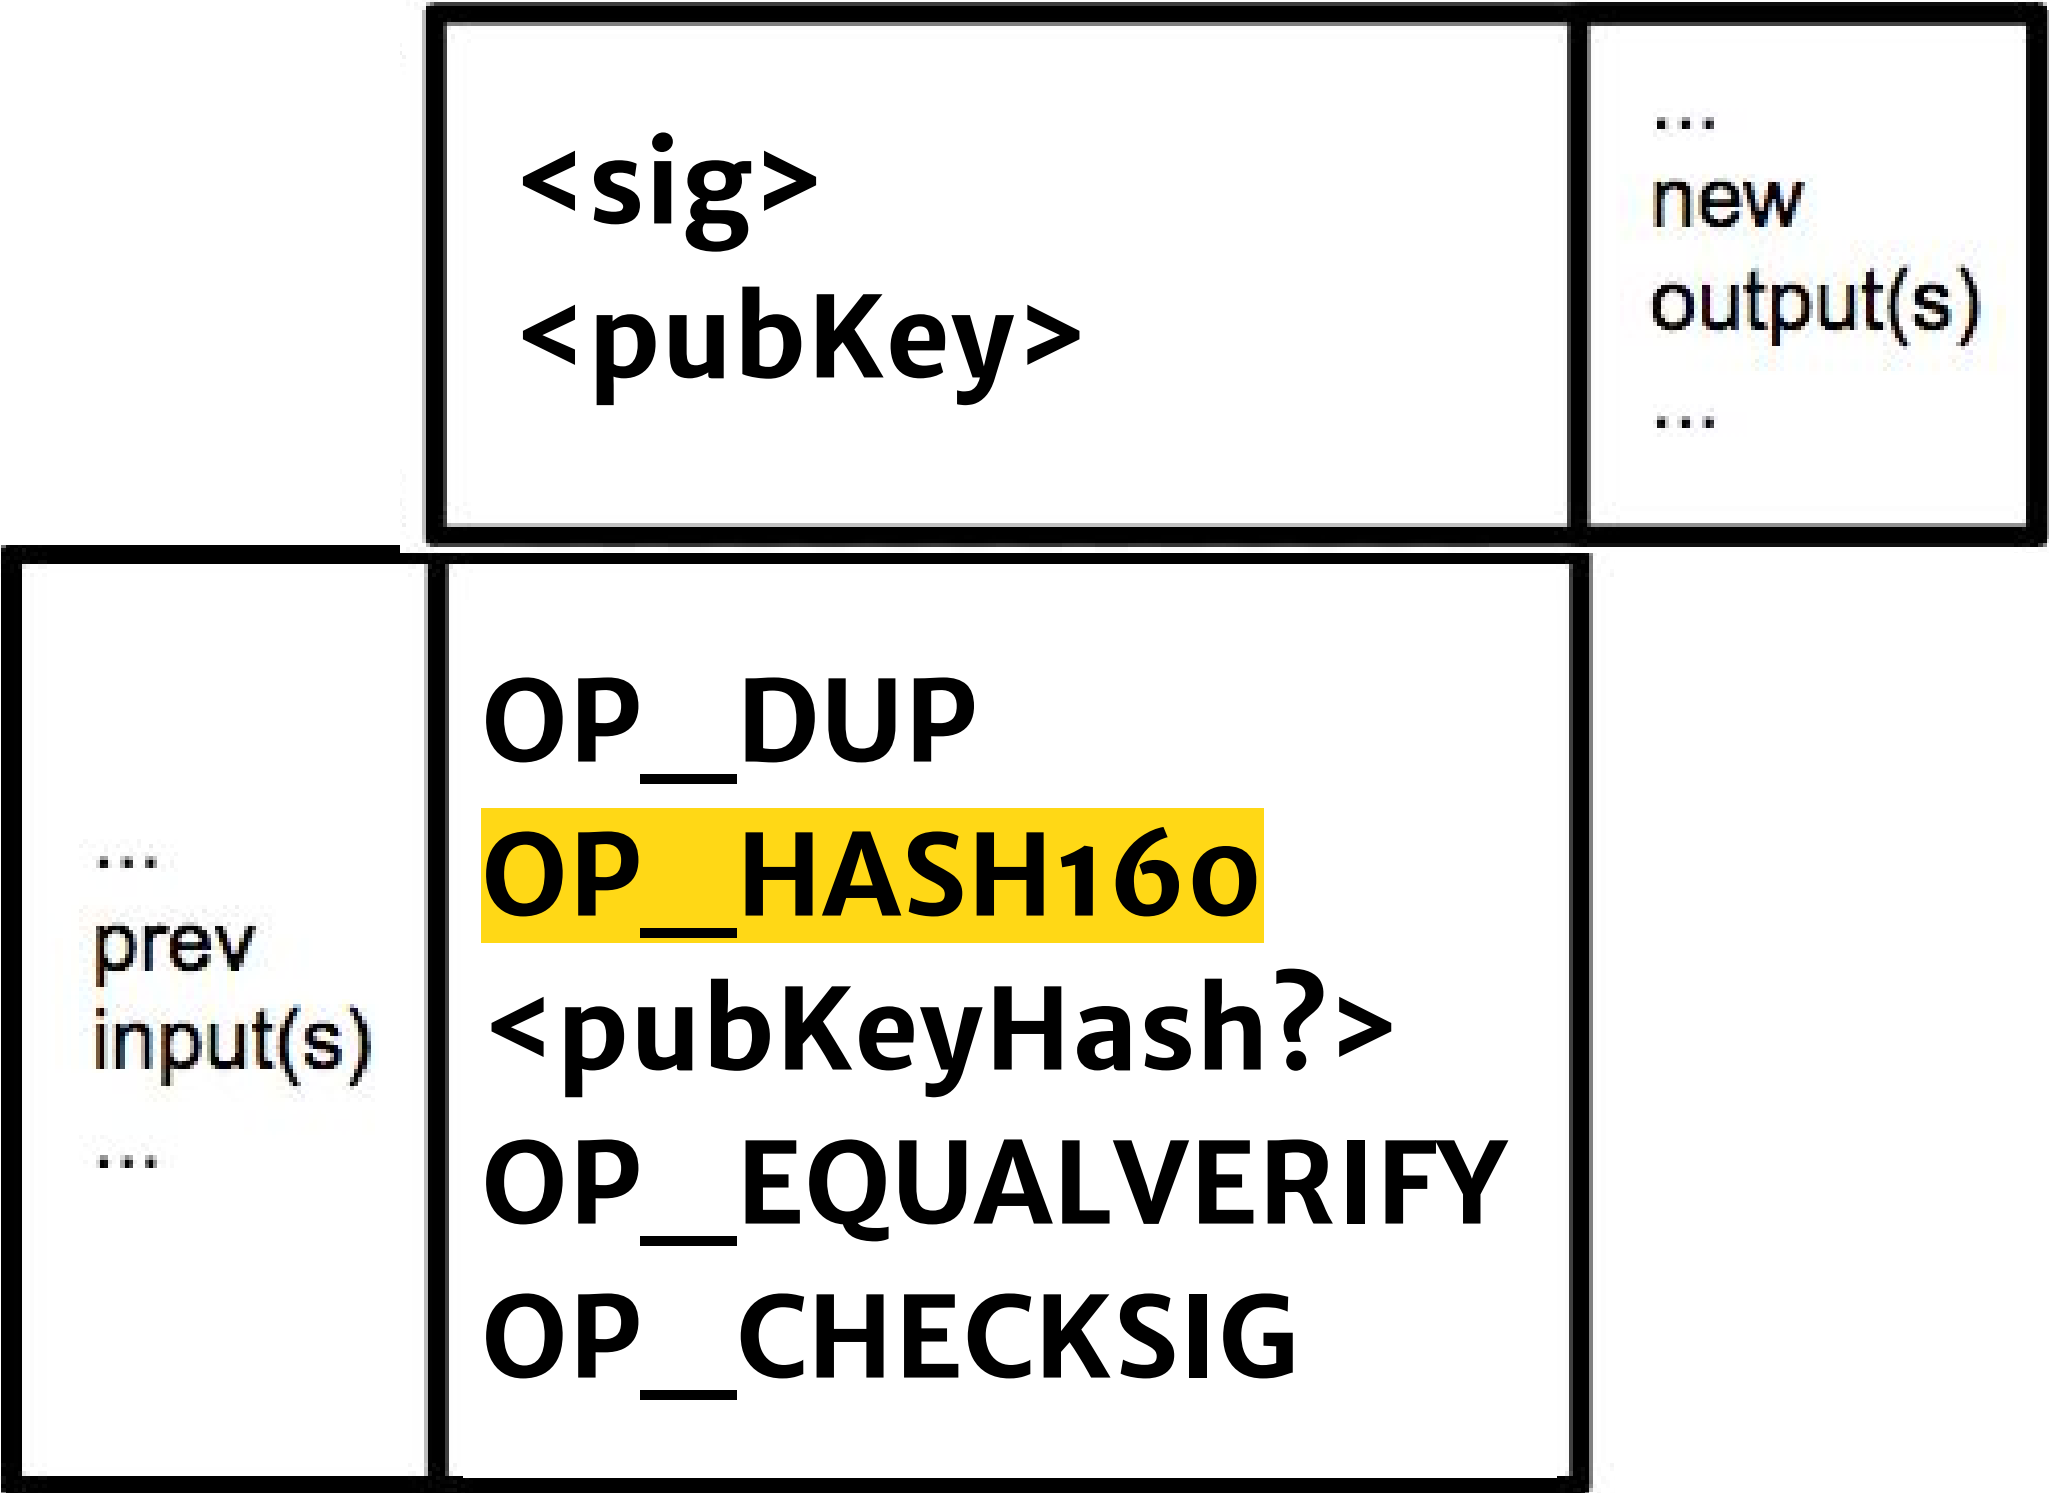 <sig>
<pubKey>
...
new
output(s)
...
...
prev
input(s)
...
OP_DUP
OP_HASH160
<pubKeyHash?>
OP_EQUALVERIFY
OP_CHECKSIG